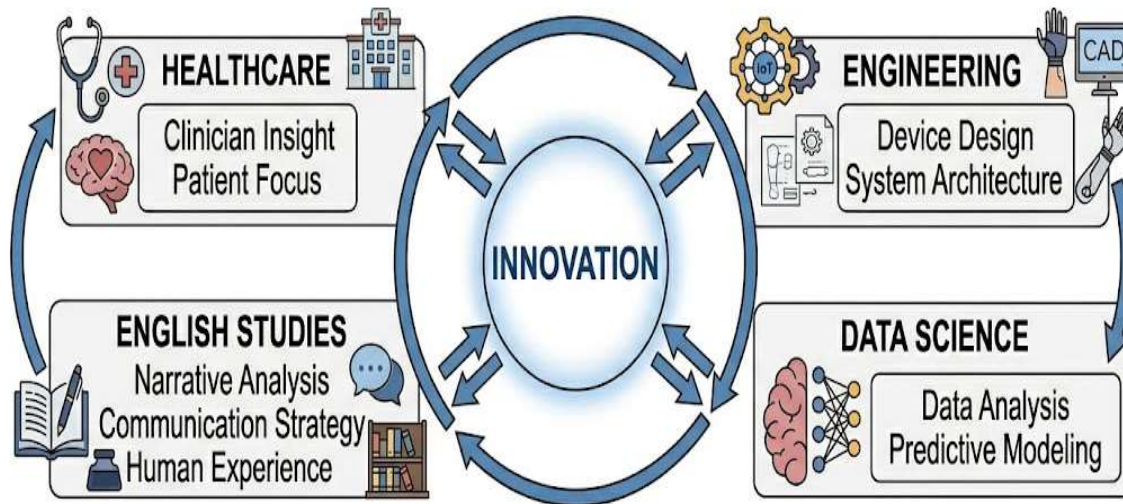 HEALTHCARE
Clinician Insight
Patient Focus
IoT
ENGINEERING
CAD
Device Design
System Architecture
INNOVATION
ENGLISH STUDIES
Narrative Analysis
Communication Strategy
Human Experience
DATA SCIENCE
Data Analysis
Predictive Modeling